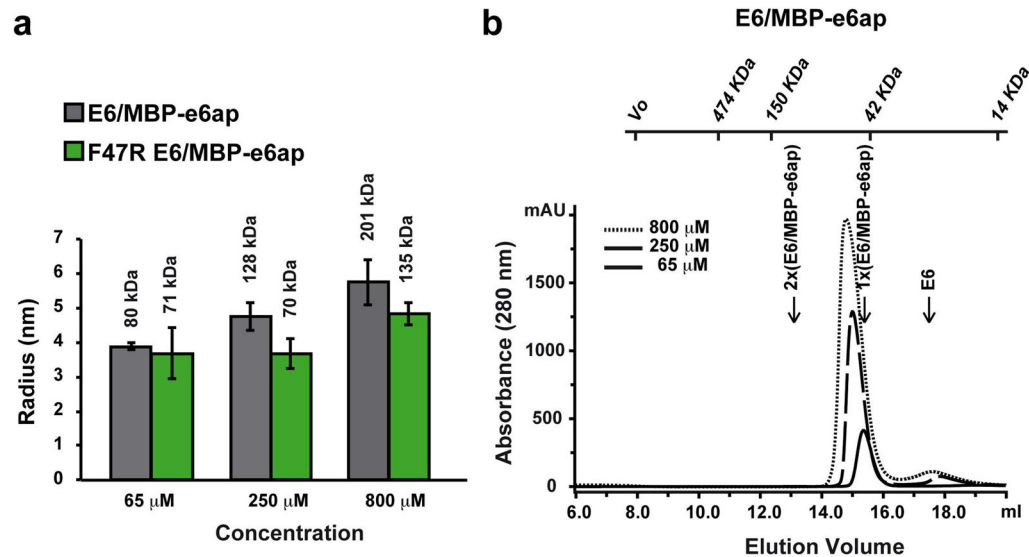 a
E6/MBP-e6ap
F47R E6/MBP-e6ap
80 kDa
71 kDa
128 kDa
70 kDa
201 kDa
135 kDa
7
6
5
4
3
2
1
0
Radius (nm)
65 μM
250 μM
800 μM
Concentration
b
E6/MBP-e6ap
Vo
474 KDa
150 KDa
42 KDa
14 KDa
mAU
800 μM
250 μM
65 μM
2x(E6/MBP-e6ap)
1x(E6/MBP-e6ap)
E6
1500
1000
500
0
Absorbance (280 nm)
6.0 8.0 10.0 12.0 14.0 16.0 18.0 ml
Elution Volume